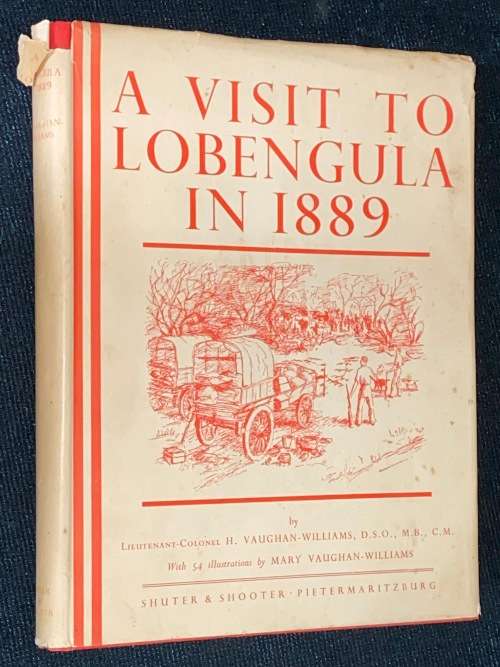 A VISIT TO
LOBENGULA
IN 1889
by
LIEUTENANT-COLONEL H. VAUGHAN-WILLIAMS, D.S.O., M.B., C.M.
With 54 illustrations by MARY VAUGHAN-WILLIAMS
SHUTER & SHOOTER · PIETERMARITZBURG